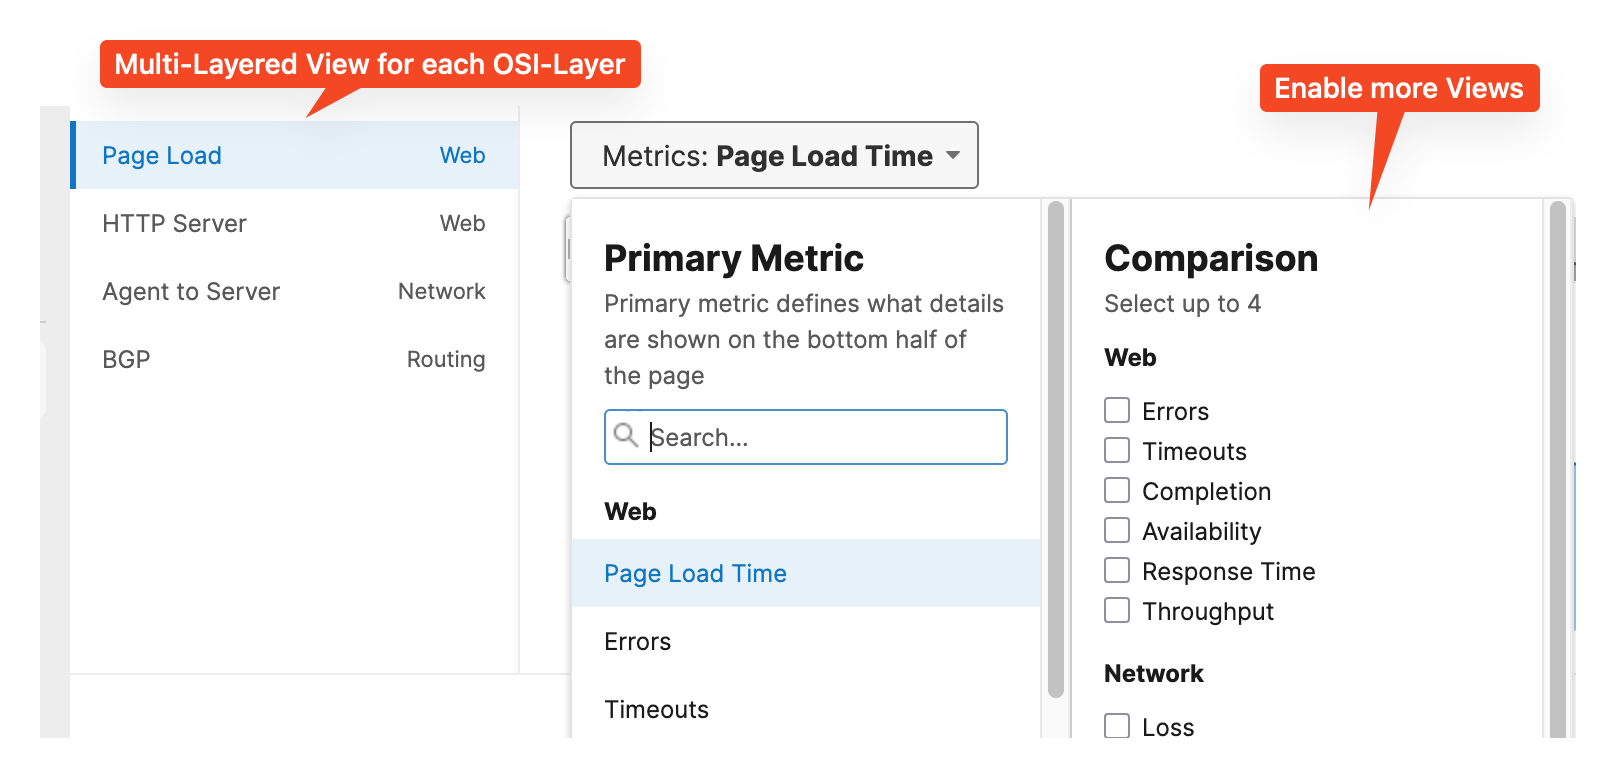 Multi-Layered View for each OSI-Layer
Enable more Views
Page Load Web
HTTP Server Web
Agent to Server Network
BGP Routing
Metrics: Page Load Time
Primary Metric
Primary metric defines what details
are shown on the bottom half of
the page
Search...
Web
Page Load Time
Errors
Timeouts
Comparison
Select up to 4
Web
Errors
Timeouts
Completion
Availability
Response Time
Throughput
Network
Loss